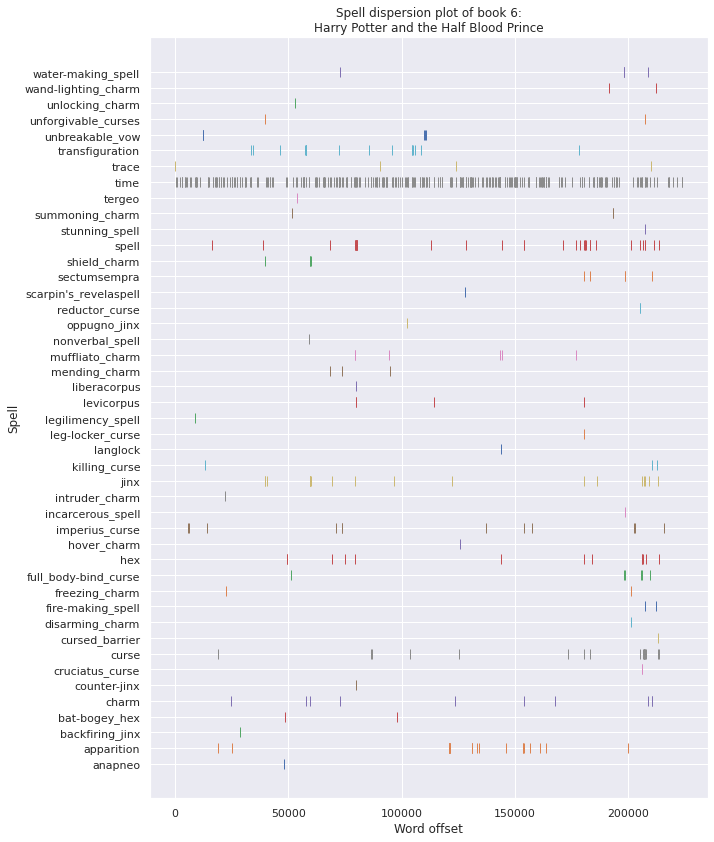 Spell dispersion plot of book 6:
Harry Potter and the Half Blood Prince
water-making_spell
wand-lighting_charm
unlocking_charm
unforgivable_curses
unbreakable_vow
transfiguration
trace
time
tergeo
summoning_charm
stunning_spell
spell
shield_charm
sectumsempra
scarpin's_revelaspell
reductor_curse
oppugno_jinx
nonverbal_spell
muffliato_charm
mending_charm
liberacorpus
levicorpus
legilimency_spell
leg-locker_curse
langlock
killing_curse
jinx
intruder_charm
incarcerous_spell
imperius_curse
hover_charm
hex
full_body-bind_curse
freezing_charm
fire-making_spell
disarming_charm
cursed_barrier
curse
cruciatus_curse
counter-jinx
charm
bat-bogey_hex
backfiring_jinx
apparition
anapneo
Spell
0 50000 100000 150000 200000
Word offset